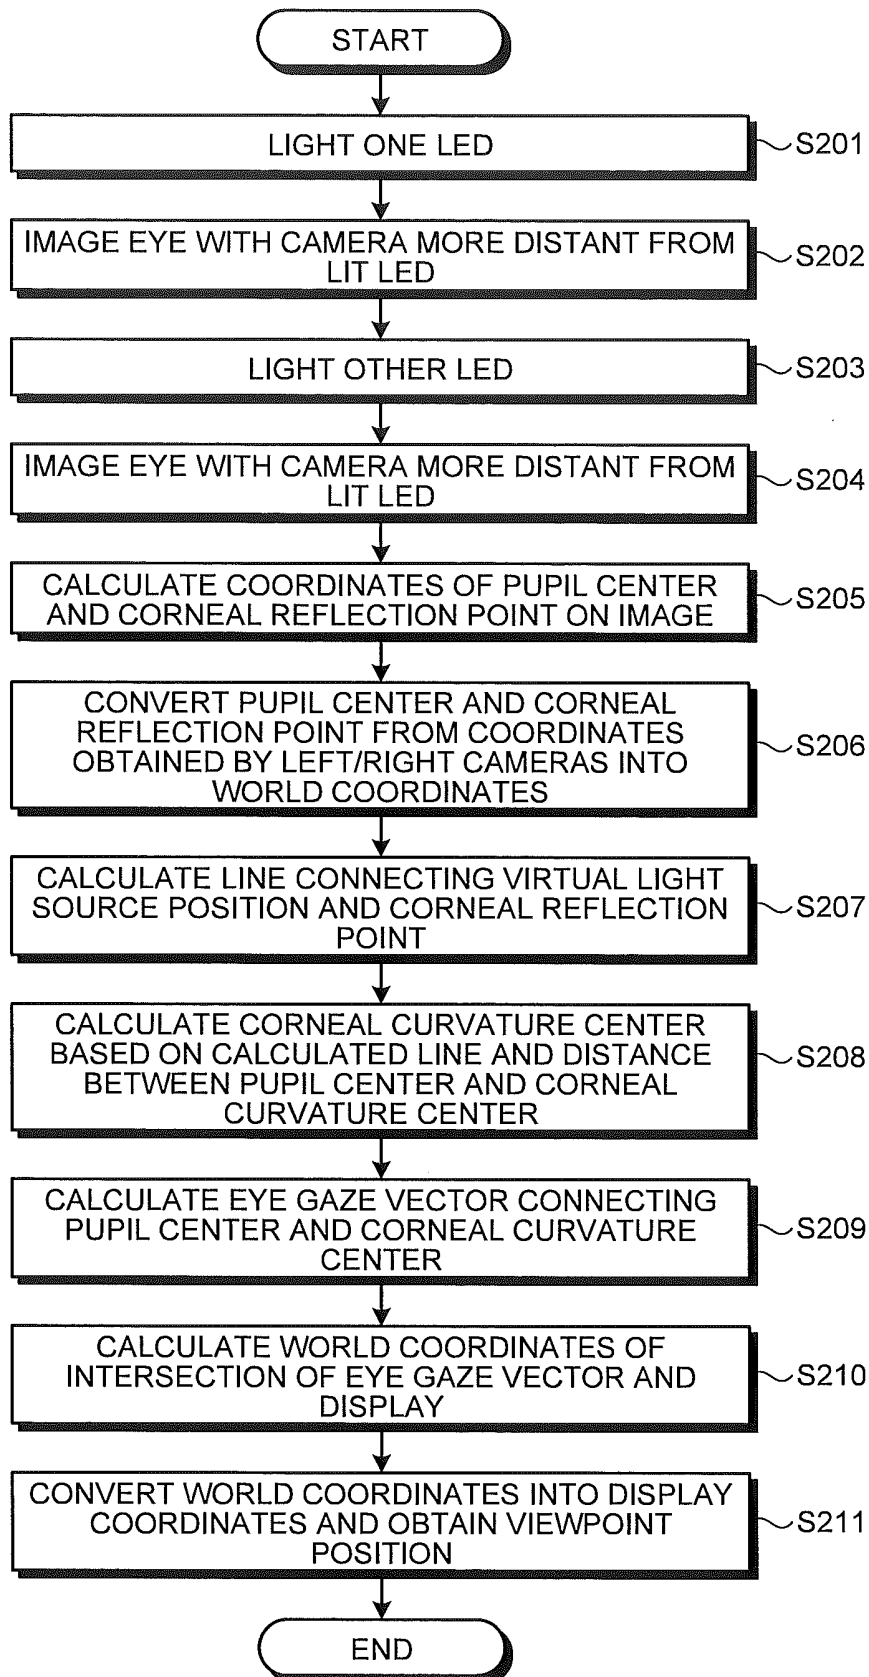 START
LIGHT ONE LED
S201
IMAGE EYE WITH CAMERA MORE DISTANT FROM
LIT LED
S202
LIGHT OTHER LED
S203
IMAGE EYE WITH CAMERA MORE DISTANT FROM
LIT LED
S204
CALCULATE COORDINATES OF PUPIL CENTER
AND CORNEAL REFLECTION POINT ON IMAGE
S205
CONVERT PUPIL CENTER AND CORNEAL
REFLECTION POINT FROM COORDINATES
OBTAINED BY LEFT/RIGHT CAMERAS INTO
WORLD COORDINATES
S206
CALCULATE LINE CONNECTING VIRTUAL LIGHT
SOURCE POSITION AND CORNEAL REFLECTION
POINT
S207
CALCULATE CORNEAL CURVATURE CENTER
BASED ON CALCULATED LINE AND DISTANCE
BETWEEN PUPIL CENTER AND CORNEAL
CURVATURE CENTER
S208
CALCULATE EYE GAZE VECTOR CONNECTING
PUPIL CENTER AND CORNEAL CURVATURE
CENTER
S209
CALCULATE WORLD COORDINATES OF
INTERSECTION OF EYE GAZE VECTOR AND
DISPLAY
S210
CONVERT WORLD COORDINATES INTO DISPLAY
COORDINATES AND OBTAIN VIEWPOINT
POSITION
S211
END